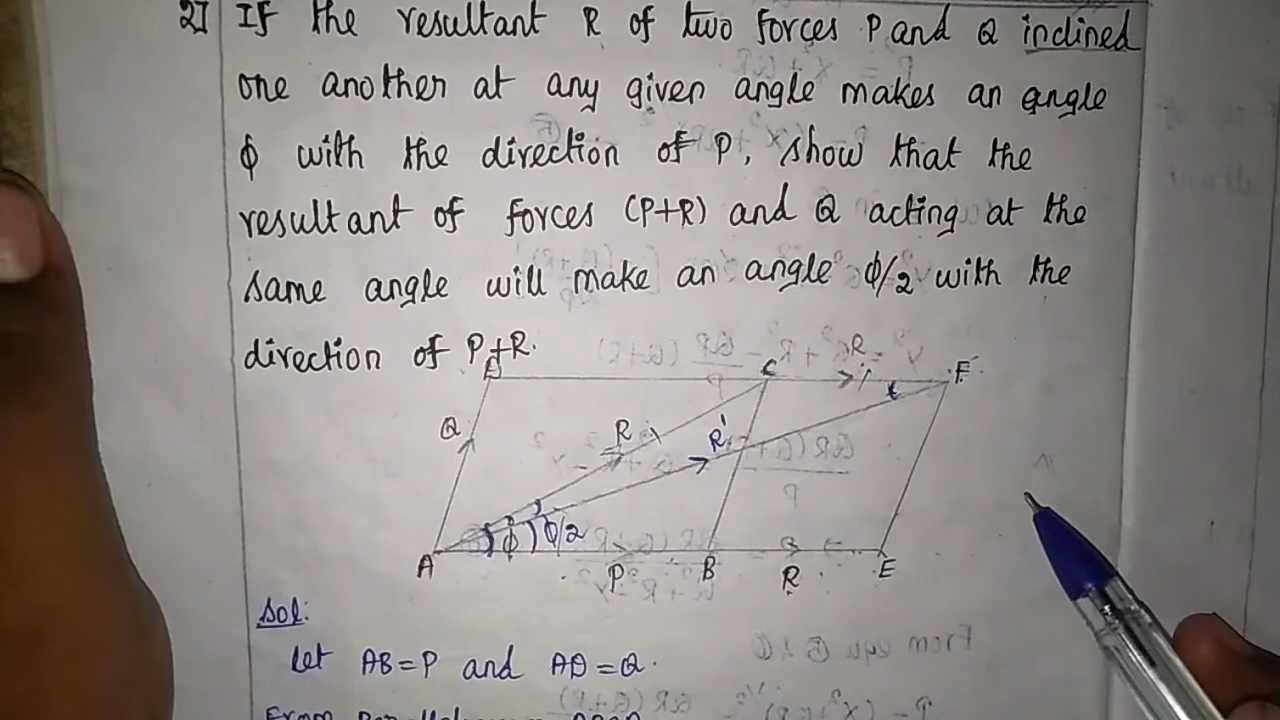 2] If the resultant R of two forces P and Q inclined
one another at any given angle makes an angle
ϕ with the direction of P, show that the
resultant of forces (P+R) and Q acting at the
same angle will make an angle ϕ/2 with the
direction of P+R.
D C R F
Q R R'
ϕ ϕ/2
A P B R E
Sol:
Let AB=P and AD=Q.
From